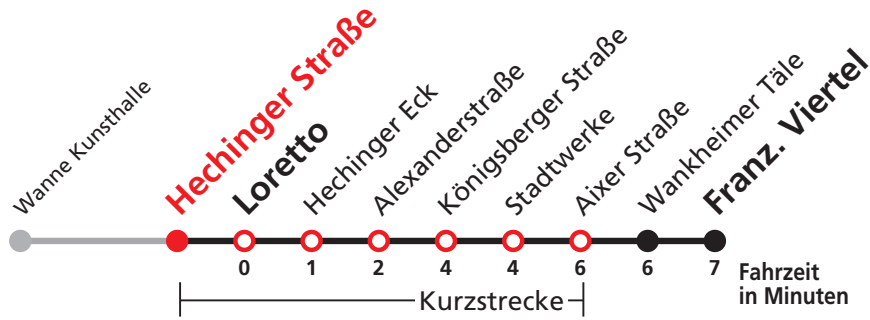 Wanne Kunsthalle
Hechinger Straße
Loretto
Hechinger Eck
Alexanderstraße
Königsberger Straße
Stadtwerke
Aixer Straße
Wankheimer Täle
Franz. Viertel
0 1 2 4 4 6 6 7
Fahrzeit
in Minuten
Kurzstrecke